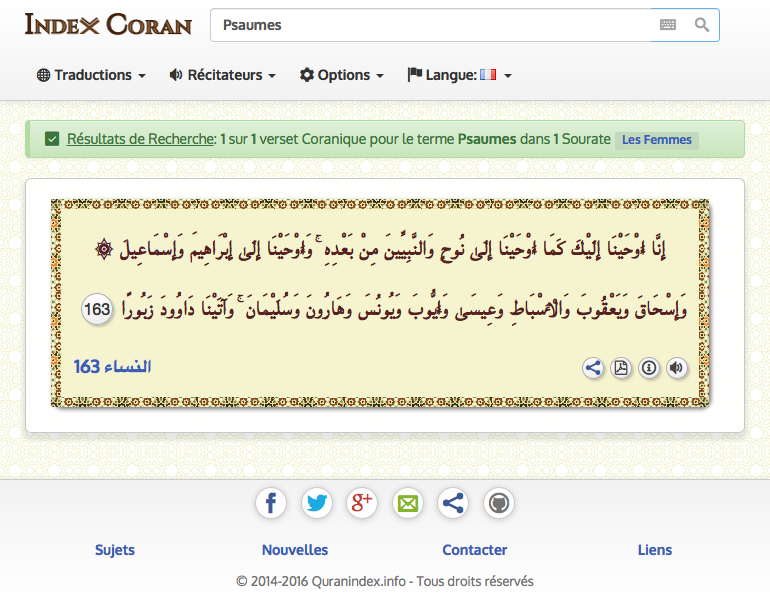 INDEX CORAN
Psaumes
Traductions
Récitateurs
Options
Langue:
Résultats de Recherche: 1 sur 1 verset Coranique pour le terme Psaumes dans 1 Sourate Les Femmes
إِنَّا أَوْحَيْنَا إِلَيْكَ كَمَا أَوْحَيْنَا إِلَىٰ نُوحٍ وَالنَّبِيِّينَ مِنْ بَعْدِهِ ۚ وَأَوْحَيْنَا إِلَىٰ إِبْرَاهِيمَ وَإِسْمَاعِيلَ
وَإِسْحَاقَ وَيَعْقُوبَ وَالْأَسْبَاطِ وَعِيسَىٰ وَأَيُّوبَ وَيُونُسَ وَهَارُونَ وَسُلَيْمَانَ ۚ وَآتَيْنَا دَاوُودَ زَبُورًا 163
النساء 163
f
g+
Sujets
Nouvelles
Contacter
Liens
© 2014-2016 Quranindex.info - Tous droits réservés